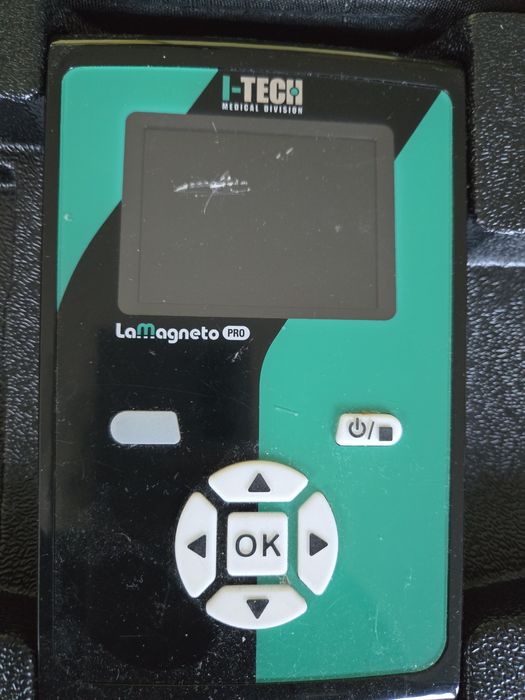 I-TECH
MEDICAL DIVISION
LaMagneto PRO
OK